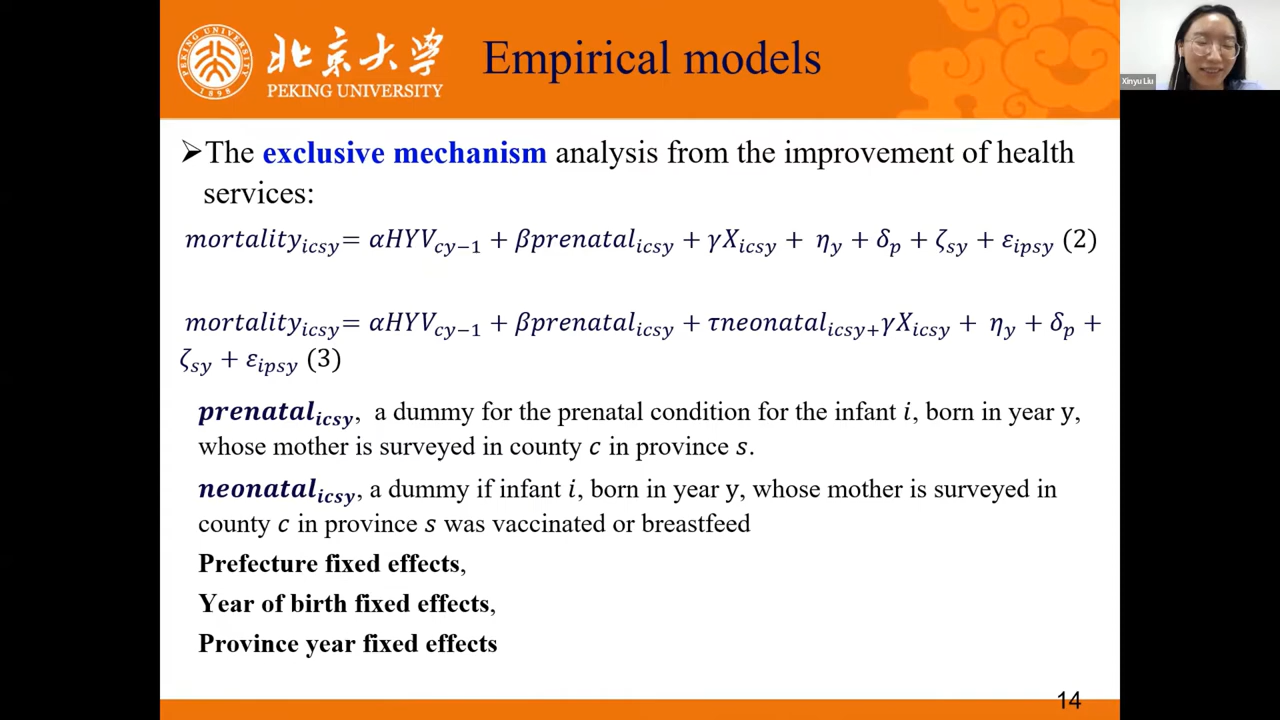 北京大学
PEKING UNIVERSITY
PEKING UNIVERSITY
1898
Empirical models
Xinyu Liu
➢The exclusive mechanism analysis from the improvement of health
services:
mortality_icsy= αHYV_cy−1 + βprenatal_icsy + γX_icsy + η_y + δ_p + ζ_sy + ε_ipsy (2)
mortality_icsy= αHYV_cy−1 + βprenatal_icsy + τneonatal_icsy+γX_icsy + η_y + δ_p +
ζ_sy + ε_ipsy (3)
prenatal_icsy, a dummy for the prenatal condition for the infant i, born in year y,
whose mother is surveyed in county c in province s.
neonatal_icsy, a dummy if infant i, born in year y, whose mother is surveyed in
county c in province s was vaccinated or breastfeed
Prefecture fixed effects,
Year of birth fixed effects,
Province year fixed effects
14